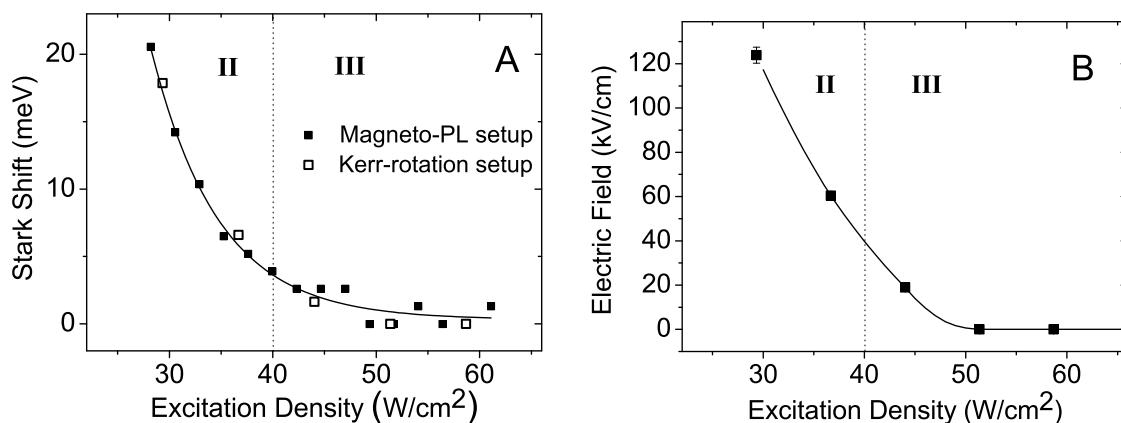 A
II
III
Magneto-PL setup
Kerr-rotation setup
20
10
0
30
40
50
60
Stark Shift (meV)
Excitation Density (W/cm²)
B
II
III
120
100
80
60
40
20
0
30
40
50
60
Electric Field (kV/cm)
Excitation Density (W/cm²)